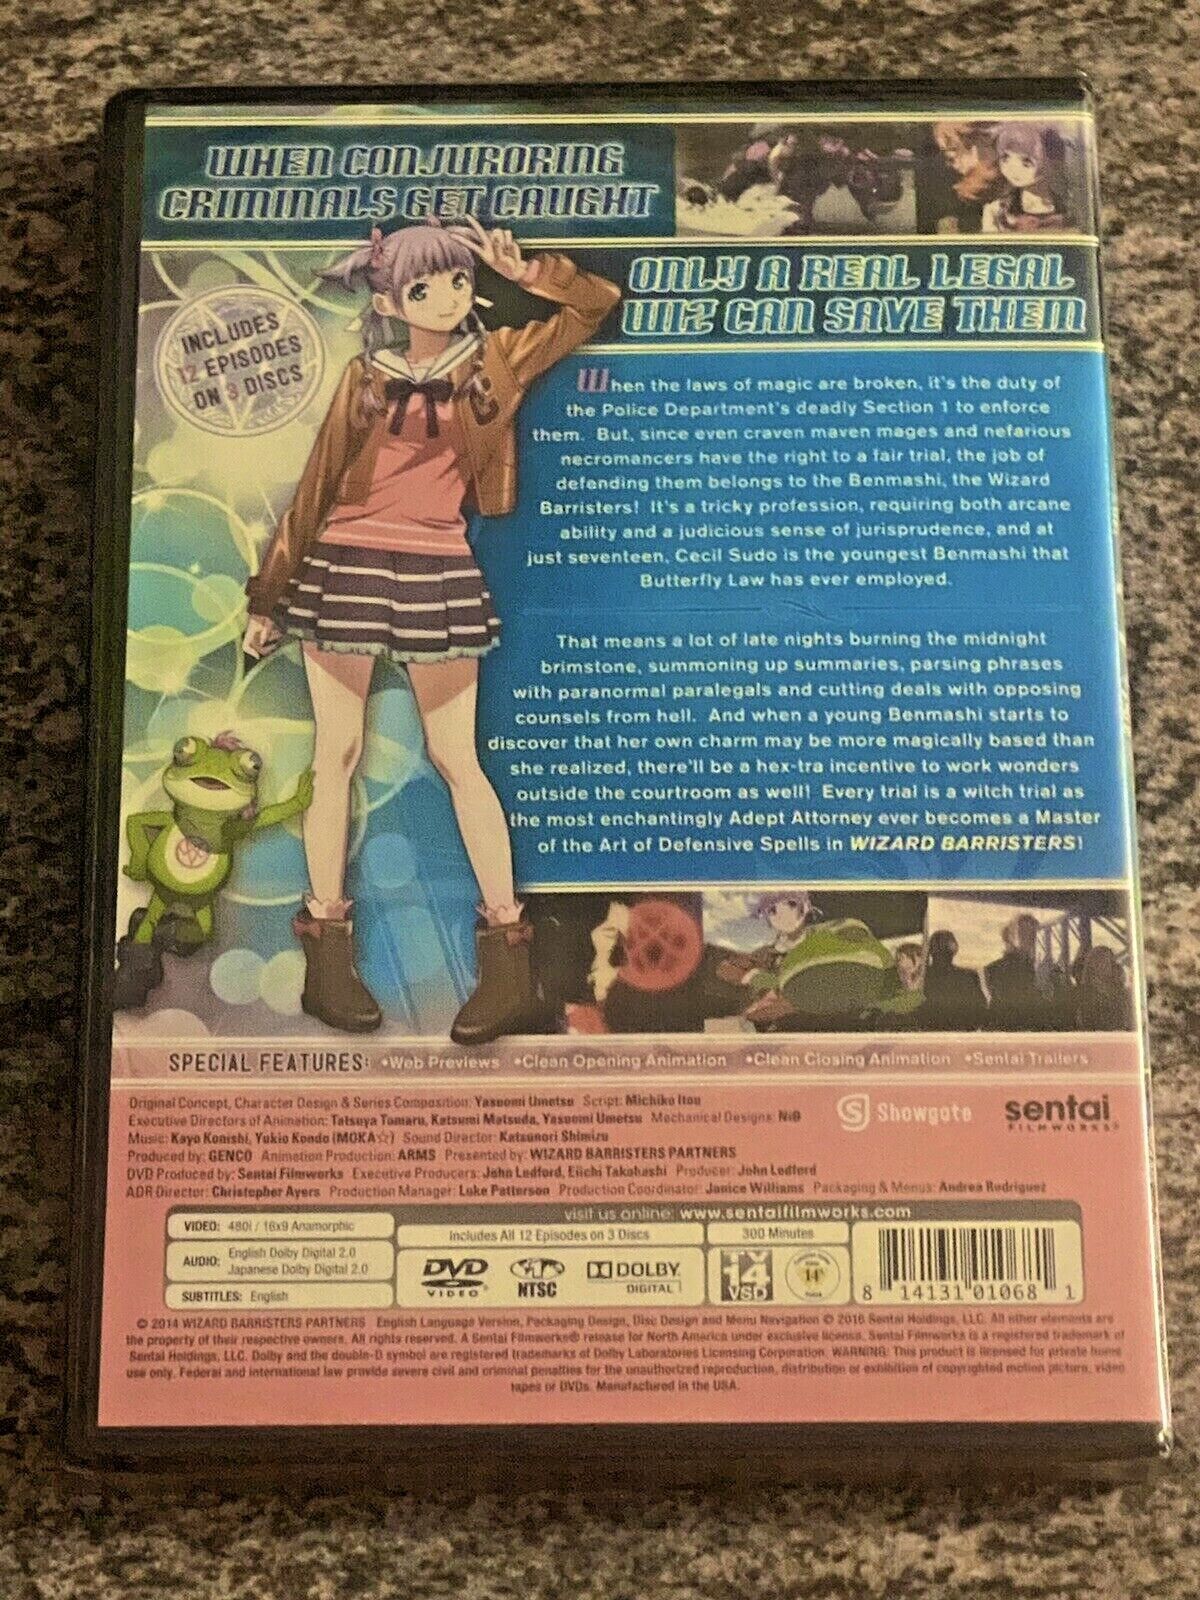 WHEN CONJURORING
CRIMINALS GET CAUGHT
ONLY A REAL LEGAL
WIZ CAN SAVE THEM
INCLUDES
12 EPISODES
ON 3 DISCS
When the laws of magic are broken, it's the duty of
the Police Department's deadly Section 1 to enforce
them. But, since even craven maven mages and nefarious
necromancers have the right to a fair trial, the job of
defending them belongs to the Benmashi, the Wizard
Barristers! It's a tricky profession, requiring both arcane
ability and a judicious sense of jurisprudence, and at
just seventeen, Cecil Sudo is the youngest Benmashi that
Butterfly Law has ever employed.
That means a lot of late nights burning the midnight
brimstone, summoning up summaries, parsing phrases
with paranormal paralegals and cutting deals with opposing
counsels from hell. And when a young Benmashi starts to
discover that her own charm may be more magically based than
she realized, there'll be a hex-tra incentive to work wonders
outside the courtroom as well! Every trial is a witch trial as
the most enchantingly Adept Attorney ever becomes a Master
of the Art of Defensive Spells in WIZARD BARRISTERS!
SPECIAL FEATURES: •Web Previews •Clean Opening Animation •Clean Closing Animation •Sentai Trailers
Original Concept, Character Design & Series Composition: Yasuomi Umetsu Script: Michiko Itou
Executive Directors of Animation: Tatsuya Tomaru, Katsumi Matsuda, Yasuomi Umetsu Mechanical Designs: NiΘ
Music: Kayo Konishi, Yukio Kondo (MOKA☆) Sound Director: Katsunori Shimizu
Produced by: GENCO Animation Production: ARMS Presented by: WIZARD BARRISTERS PARTNERS
DVD Produced by: Sentai Filmworks Executive Producers: John Ledford, Eiichi Takahashi Producer: John Ledford
ADR Director: Christopher Ayers Production Manager: Luke Patterson Production Coordinator: Janice Williams Packaging & Menus: Andrea Rodriguez
S Showgate
sentai
FILMWORKS
visit us online: www.sentaifilmworks.com
VIDEO: 480i / 16x9 Anamorphic
AUDIO: English Dolby Digital 2.0
Japanese Dolby Digital 2.0
SUBTITLES: English
Includes All 12 Episodes on 3 Discs
300 Minutes
DVD
VIDEO
NTSC
DOLBY
DIGITAL
TV
14
VSD
14
8 14131 01068 1
© 2014 WIZARD BARRISTERS PARTNERS English Language Version, Packaging Design, Disc Design and Menu Navigation © 2016 Sentai Holdings, LLC. All other elements are
the property of their respective owners. All rights reserved. A Sentai Filmworks® release for North America under exclusive license. Sentai Filmworks is a registered trademark of
Sentai Holdings, LLC. Dolby and the double-D symbol are registered trademarks of Dolby Laboratories Licensing Corporation. WARNING: This product is licensed for private home
use only. Federal and international law provide severe civil and criminal penalties for the unauthorized reproduction, distribution or exhibition of copyrighted motion picture, video
tapes or DVDs. Manufactured in the USA.